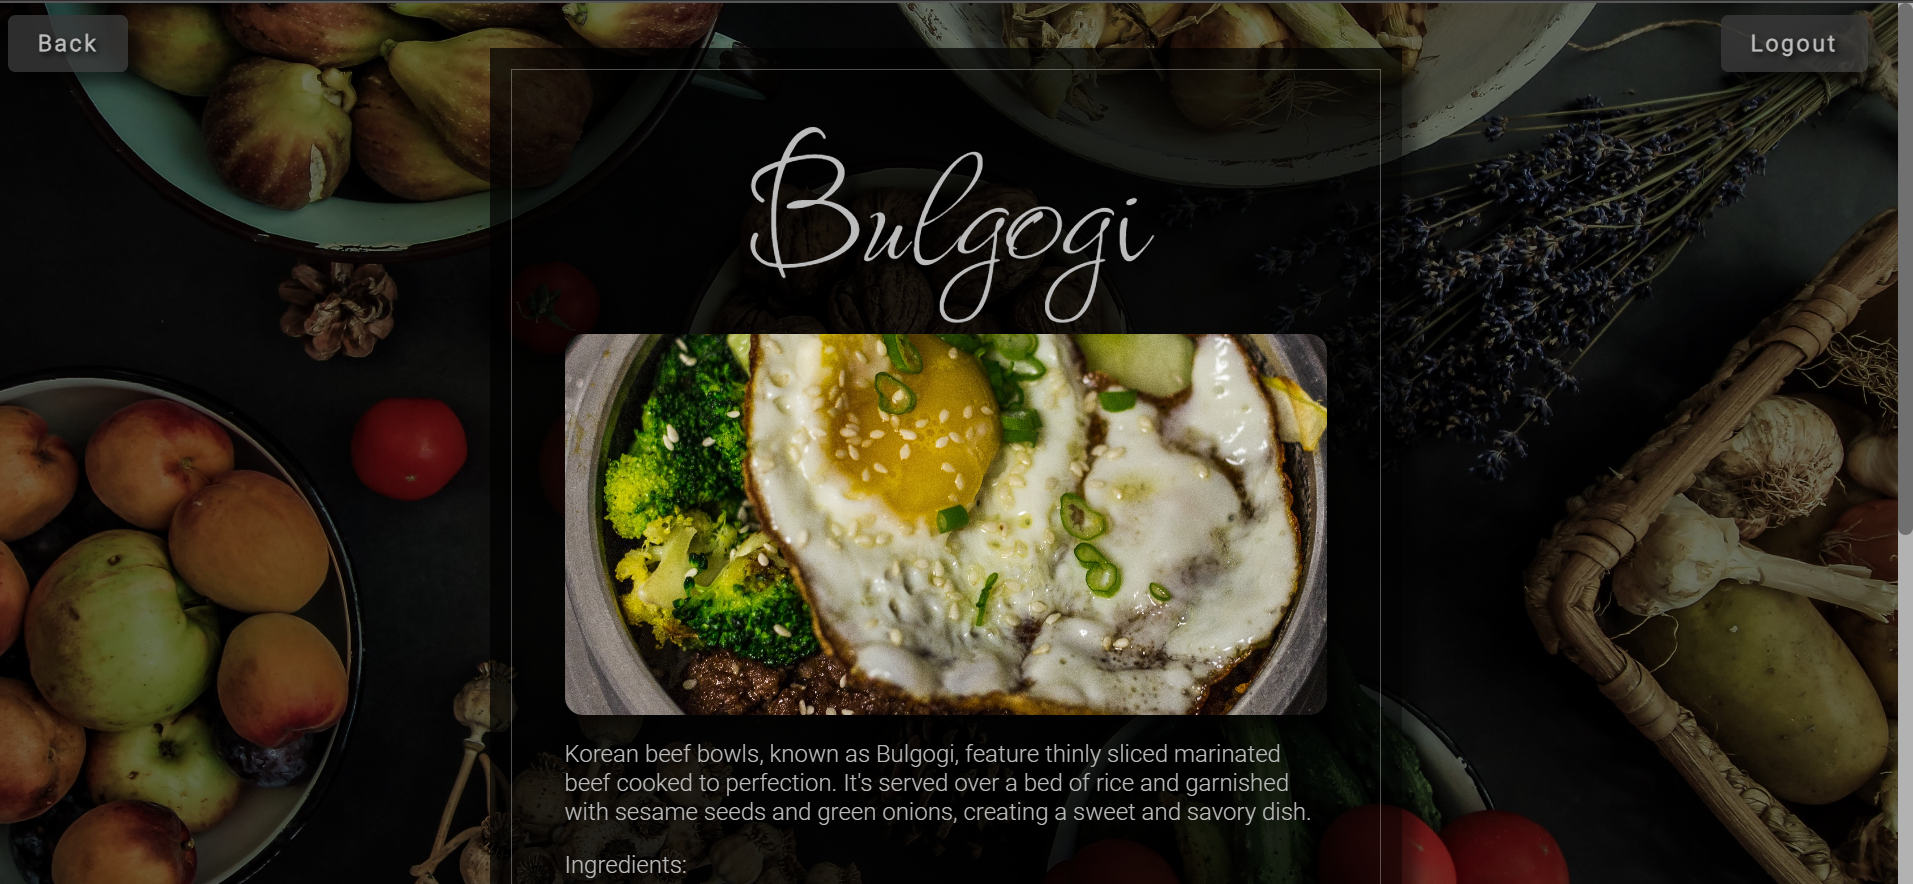 Back
Logout
Bulgogi
Korean beef bowls, known as Bulgogi, feature thinly sliced marinated
beef cooked to perfection. It's served over a bed of rice and garnished
with sesame seeds and green onions, creating a sweet and savory dish.
Ingredients: